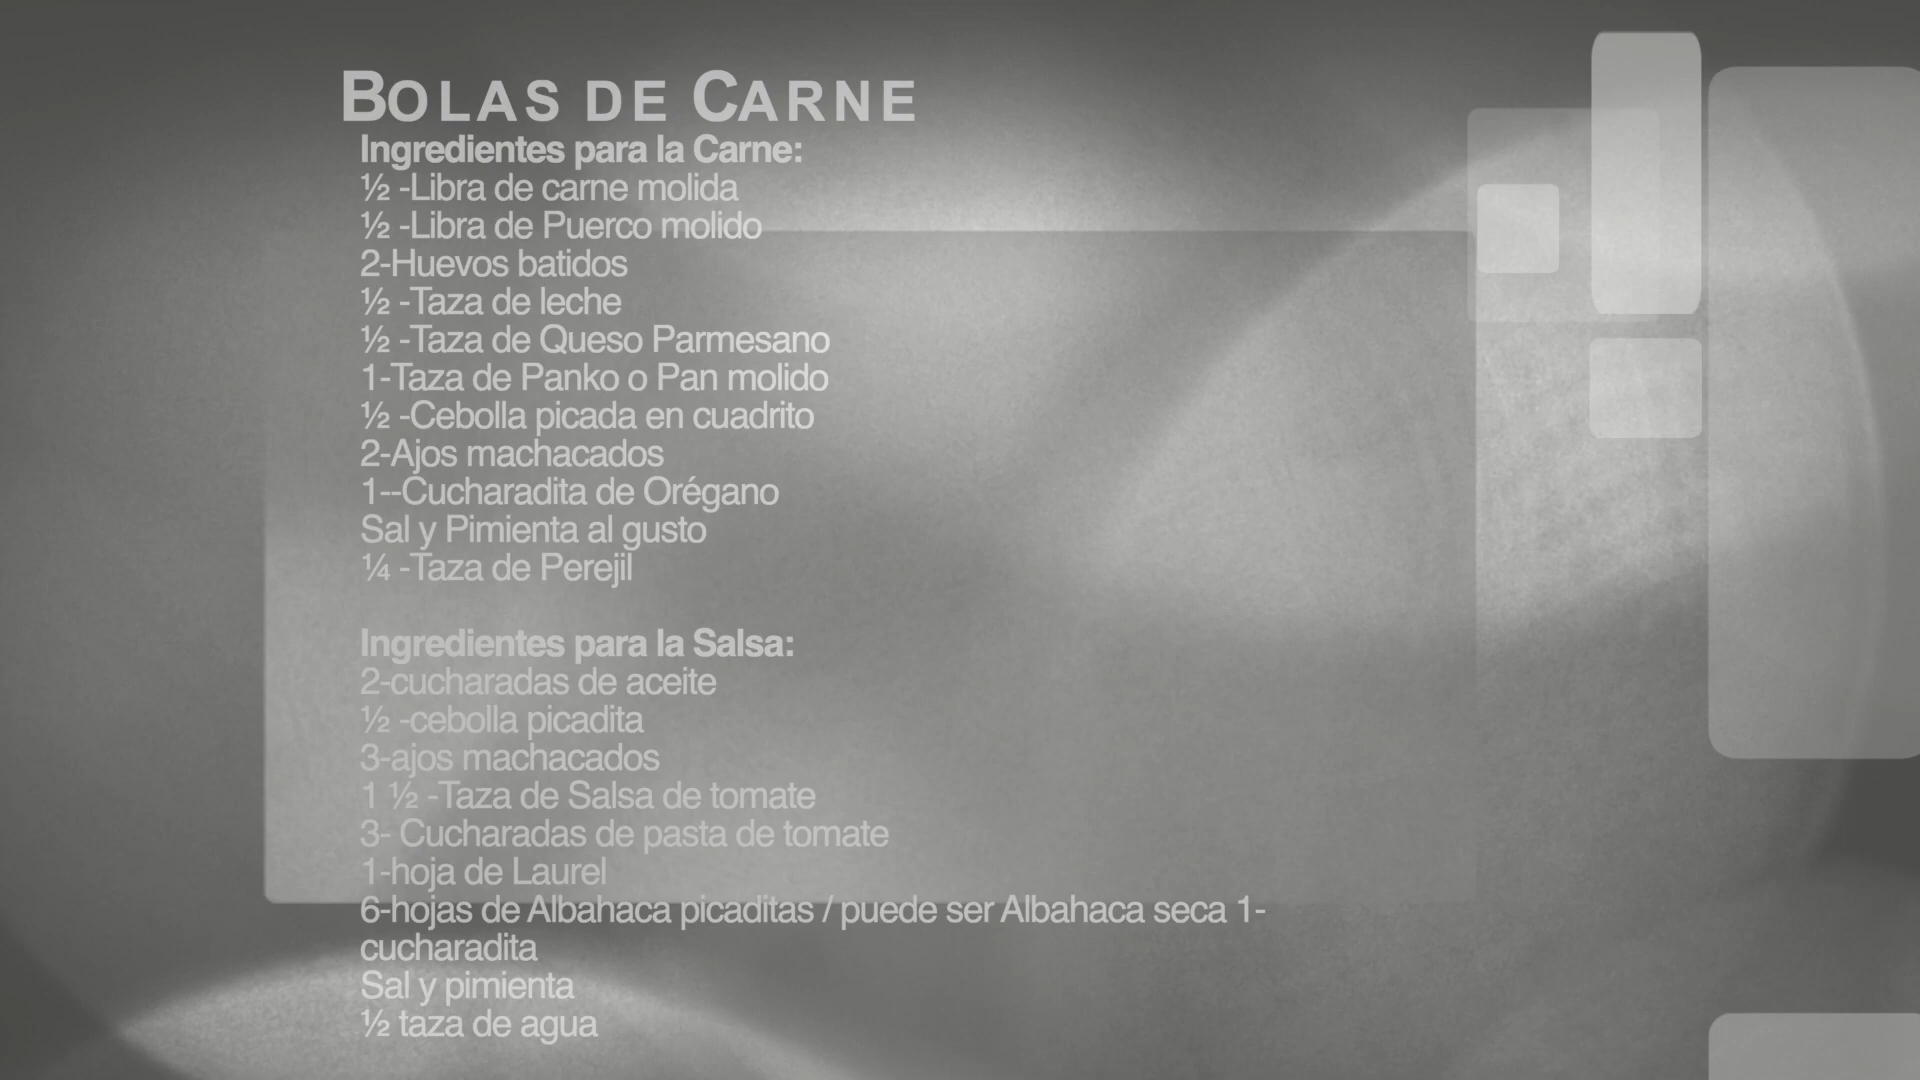 BOLAS DE CARNE
Ingredientes para la Carne:
½ -Libra de carne molida
½ -Libra de Puerco molido
2-Huevos batidos
½ -Taza de leche
½ -Taza de Queso Parmesano
1-Taza de Panko o Pan molido
½ -Cebolla picada en cuadrito
2-Ajos machacados
1--Cucharadita de Orégano
Sal y Pimienta al gusto
¼ -Taza de Perejil
Ingredientes para la Salsa:
2-cucharadas de aceite
½ -cebolla picadita
3-ajos machacados
1 ½ -Taza de Salsa de tomate
3- Cucharadas de pasta de tomate
1-hoja de Laurel
6-hojas de Albahaca picaditas / puede ser Albahaca seca 1-
cucharadita
Sal y pimienta
½ taza de agua